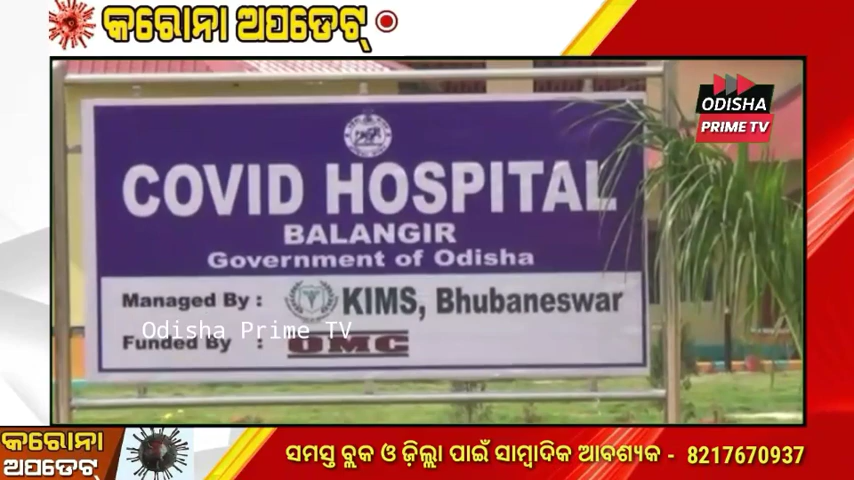 କରୋନା ଅପଡେଟ୍
ODISHA
PRIME TV
COVID HOSPITAL
BALANGIR
Government of Odisha
Managed By : KIMS, Bhubaneswar
Odisha Prime TV
Funded By : OMC
କରୋନା
ଅପଡେଟ୍
ସମସ୍ତ ବ୍ଲକ ଓ ଜ଼ିଲ୍ଲା ପାଇଁ ସାମ୍ବାଦିକ ଆବଶ୍ୟକ - 8217670937